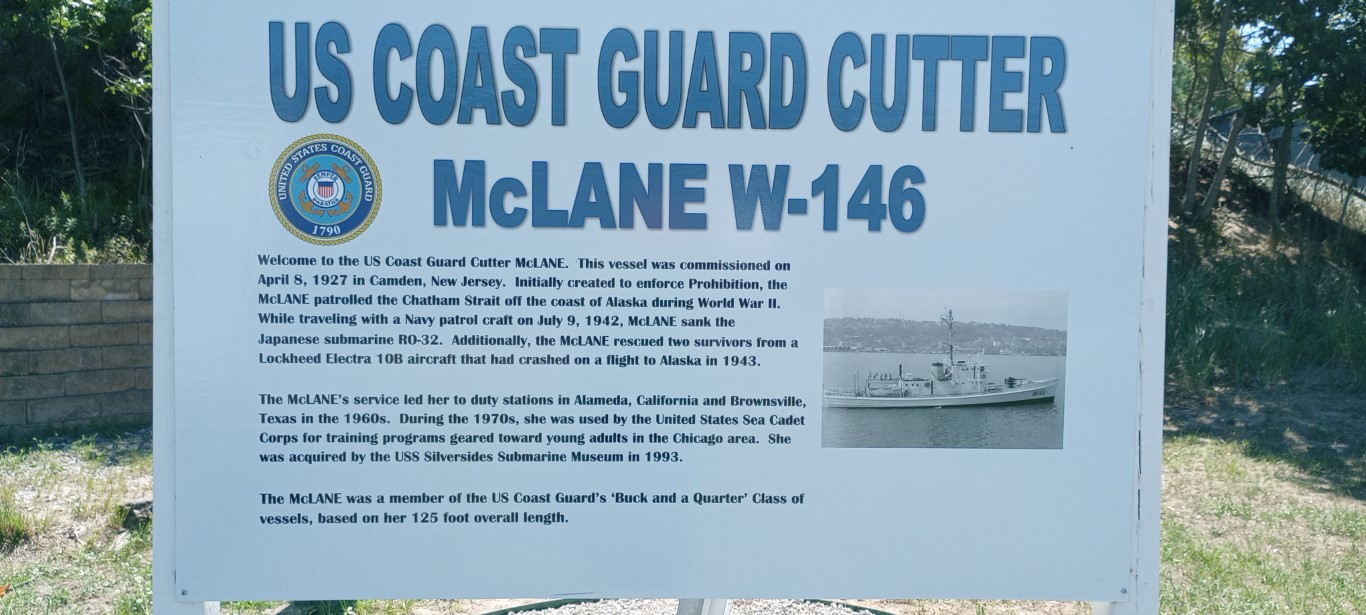 US COAST GUARD CUTTER
McLANE W-146
UNITED STATES COAST GUARD
SEMPER
PARATUS
1790
Welcome to the US Coast Guard Cutter McLANE. This vessel was commissioned on
April 8, 1927 in Camden, New Jersey. Initially created to enforce Prohibition, the
McLANE patrolled the Chatham Strait off the coast of Alaska during World War II.
While traveling with a Navy patrol craft on July 9, 1942, McLANE sank the
Japanese submarine RO-32. Additionally, the McLANE rescued two survivors from a
Lockheed Electra 10B aircraft that had crashed on a flight to Alaska in 1943.
The McLANE's service led her to duty stations in Alameda, California and Brownsville,
Texas in the 1960s. During the 1970s, she was used by the United States Sea Cadet
Corps for training programs geared toward young adults in the Chicago area. She
was acquired by the USS Silversides Submarine Museum in 1993.
The McLANE was a member of the US Coast Guard's 'Buck and a Quarter' Class of
vessels, based on her 125 foot overall length.